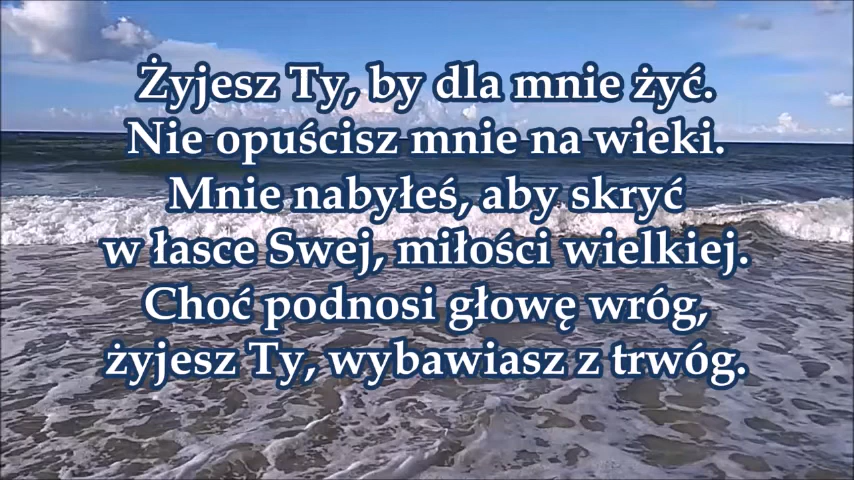 Żyjesz Ty, by dla mnie żyć.
Nie opuścisz mnie na wieki.
Mnie nabyłeś, aby skryć
w łasce Swej, miłości wielkiej.
Choć podnosi głowę wróg,
żyjesz Ty, wybawiasz z trwóg.